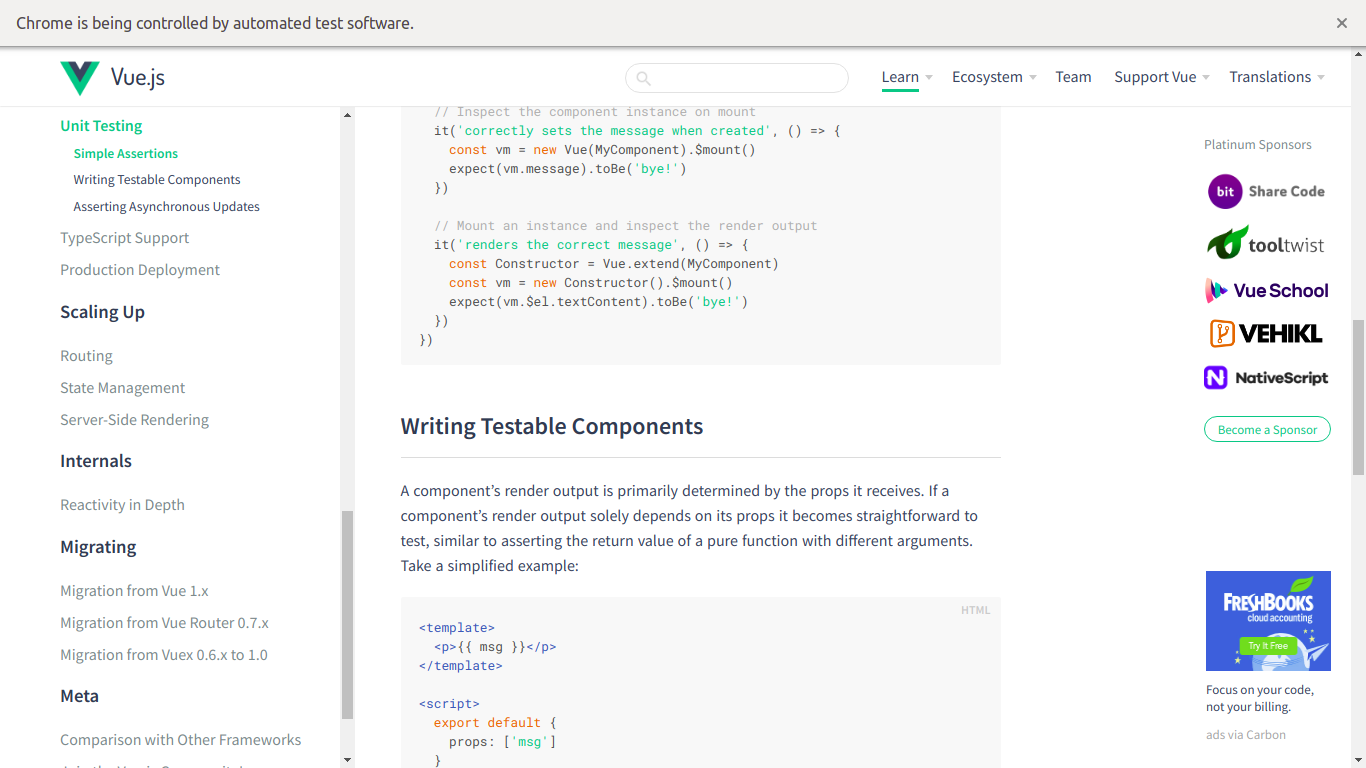 Chrome is being controlled by automated test software.
Vue.js
Learn
Ecosystem
Team
Support Vue
Translations
Unit Testing
Simple Assertions
Writing Testable Components
Asserting Asynchronous Updates
TypeScript Support
Production Deployment
Scaling Up
Routing
State Management
Server-Side Rendering
Internals
Reactivity in Depth
Migrating
Migration from Vue 1.x
Migration from Vue Router 0.7.x
Migration from Vuex 0.6.x to 1.0
Meta
Comparison with Other Frameworks
// Inspect the component instance on mount
it('correctly sets the message when created', () => {
const vm = new Vue(MyComponent).$mount()
expect(vm.message).toBe('bye!')
})
// Mount an instance and inspect the render output
it('renders the correct message', () => {
const Constructor = Vue.extend(MyComponent)
const vm = new Constructor().$mount()
expect(vm.$el.textContent).toBe('bye!')
})
})
Writing Testable Components
A component’s render output is primarily determined by the props it receives. If a
component’s render output solely depends on its props it becomes straightforward to
test, similar to asserting the return value of a pure function with different arguments.
Take a simplified example:
HTML
<template>
<p>{{ msg }}</p>
</template>
<script>
export default {
props: ['msg']
}
Platinum Sponsors
bit Share Code
tooltwist
Vue School
VEHIKL
NativeScript
Become a Sponsor
FRESHBOOKS
cloud accounting
Try It Free
Focus on your code,
not your billing.
ads via Carbon